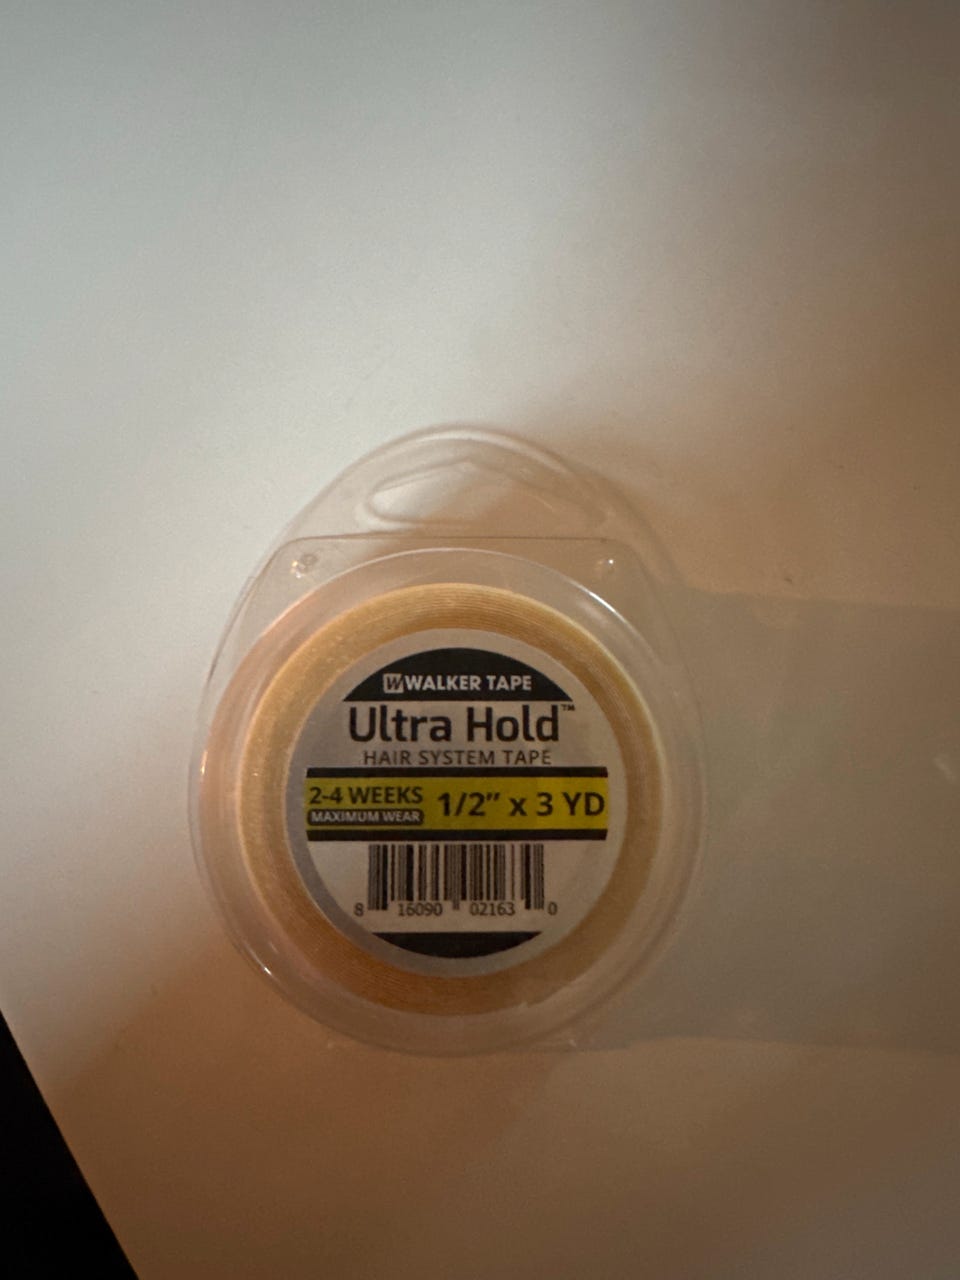 WALKER TAPE
Ultra Hold™
HAIR SYSTEM TAPE
2-4 WEEKS
MAXIMUM WEAR
1/2” x 3 YD
8 16090 02163 0